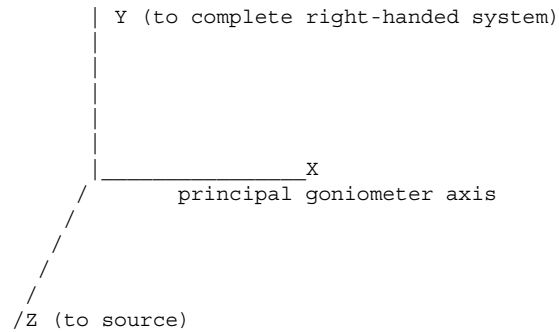 Y (to complete right-handed system)
X
principal goniometer axis
Z (to source)